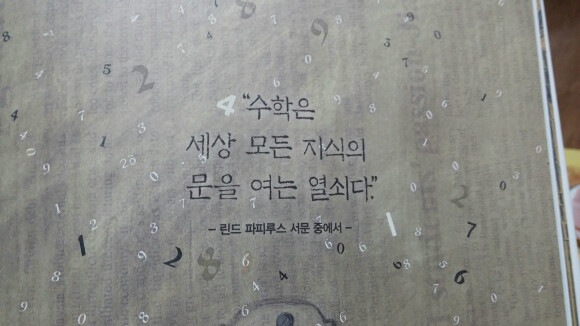 “수학은
세상 모든 지식의
문을 여는 열쇠다.”
– 린드 파피루스 서문 중에서 –